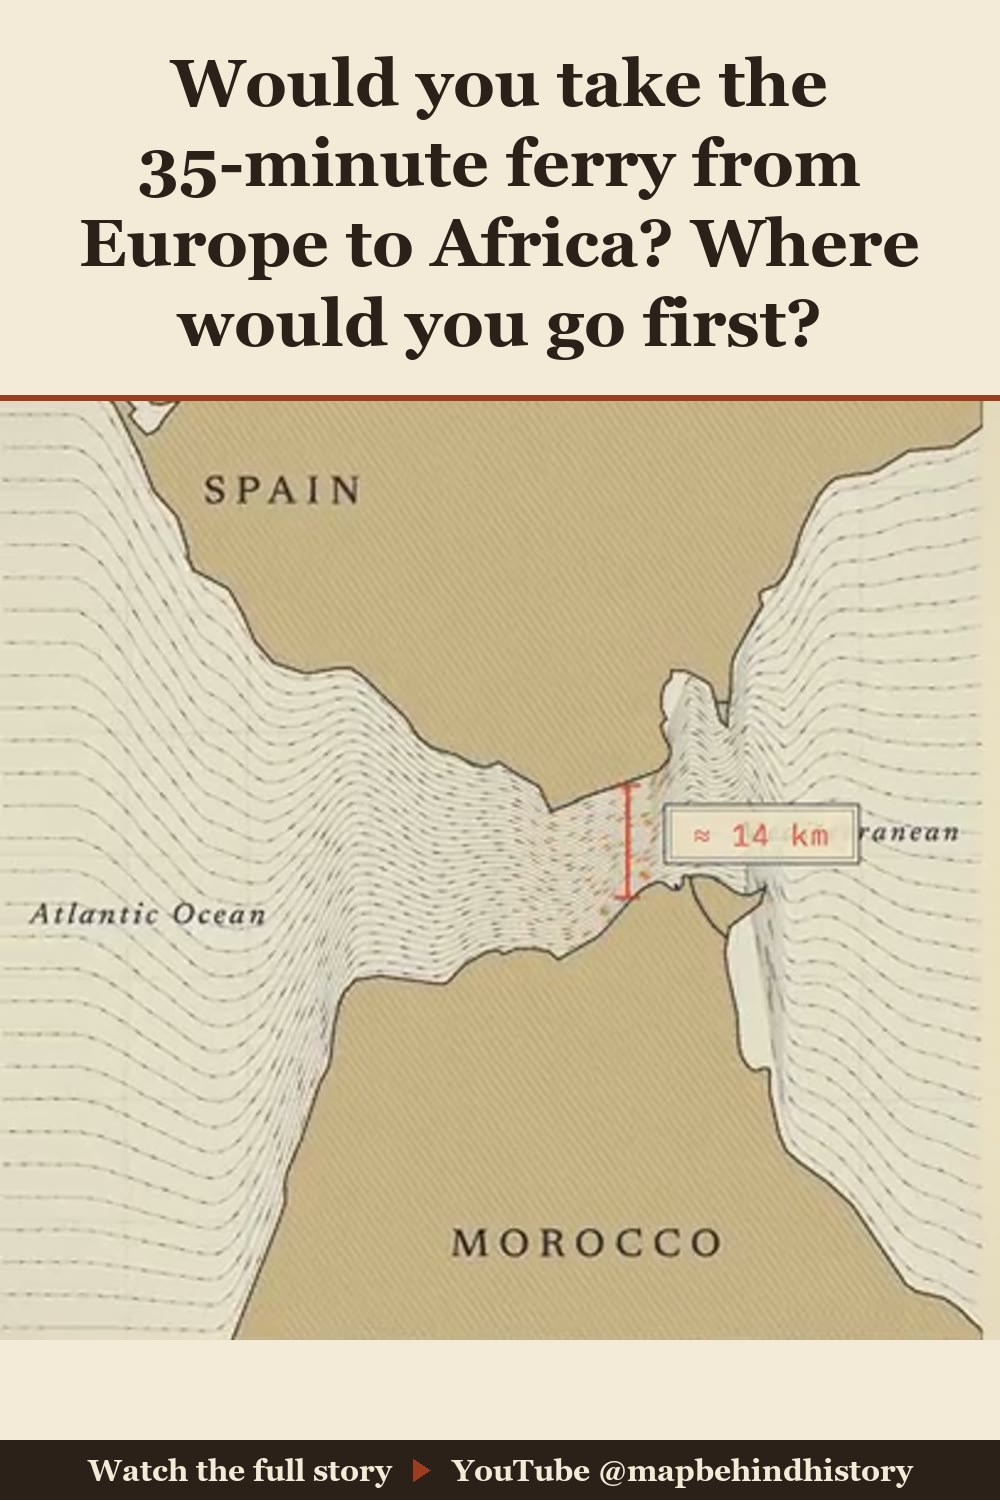 Would you take the
35-minute ferry from
Europe to Africa? Where
would you go first?
SPAIN
≈ 14 km
ranean
Atlantic Ocean
MOROCCO
Watch the full story
YouTube @mapbehindhistory